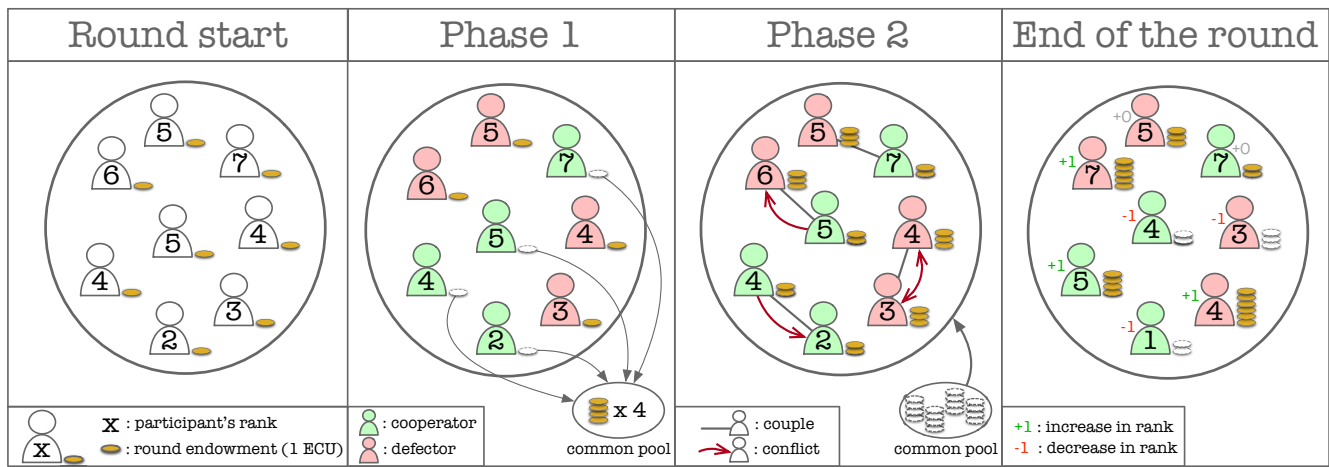 Round start
Phase 1
Phase 2
End of the round
5
6
7
5
4
4
3
2
x
x : participant's rank
: round endowment (1 ECU)
5
7
6
5
4
4
3
2
x 4
common pool
: cooperator
: defector
5
7
6
5
4
4
3
2
common pool
: couple
: conflict
+0
5
+0
7
+1
7
-1
4
-1
3
+1
5
+1
4
-1
1
+1 : increase in rank
-1 : decrease in rank